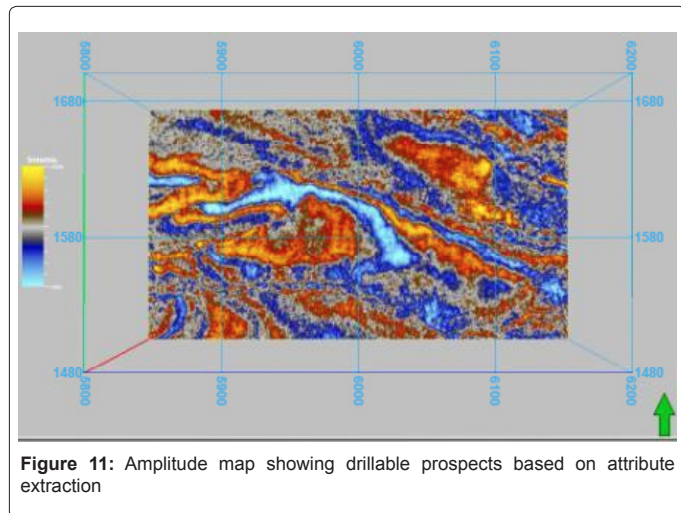 5800 5900 6000 6100 6200
1680 1680
1580 1580
1480 1480
5800 5900 6000 6100 6200
Figure 11: Amplitude map showing drillable prospects based on attribute
extraction